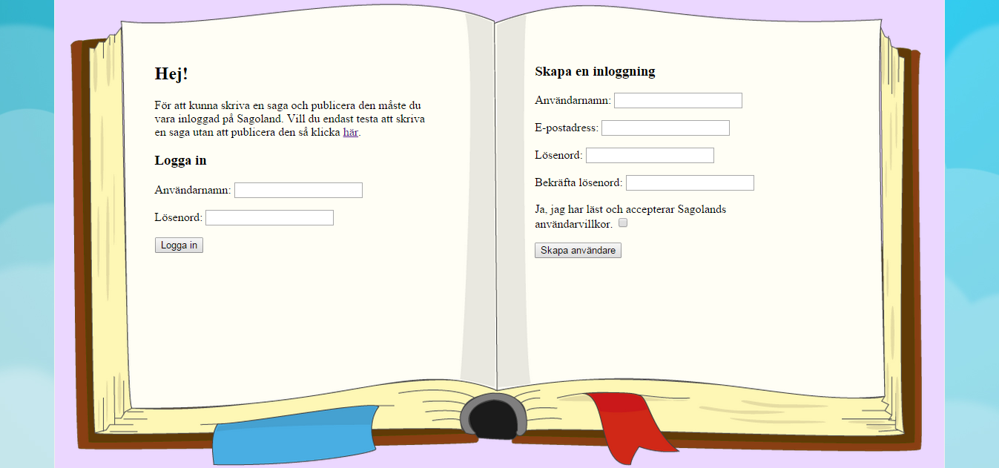 Hej!
För att kunna skriva en saga och publicera den måste du
vara inloggad på Sagoland. Vill du endast testa att skriva
en saga utan att publicera den så klicka här.
Logga in
Användarnamn:
Lösenord:
Logga in
Skapa en inloggning
Användarnamn:
E-postadress:
Lösenord:
Bekräfta lösenord:
Ja, jag har läst och accepterar Sagolands
användarvillkor.
Skapa användare